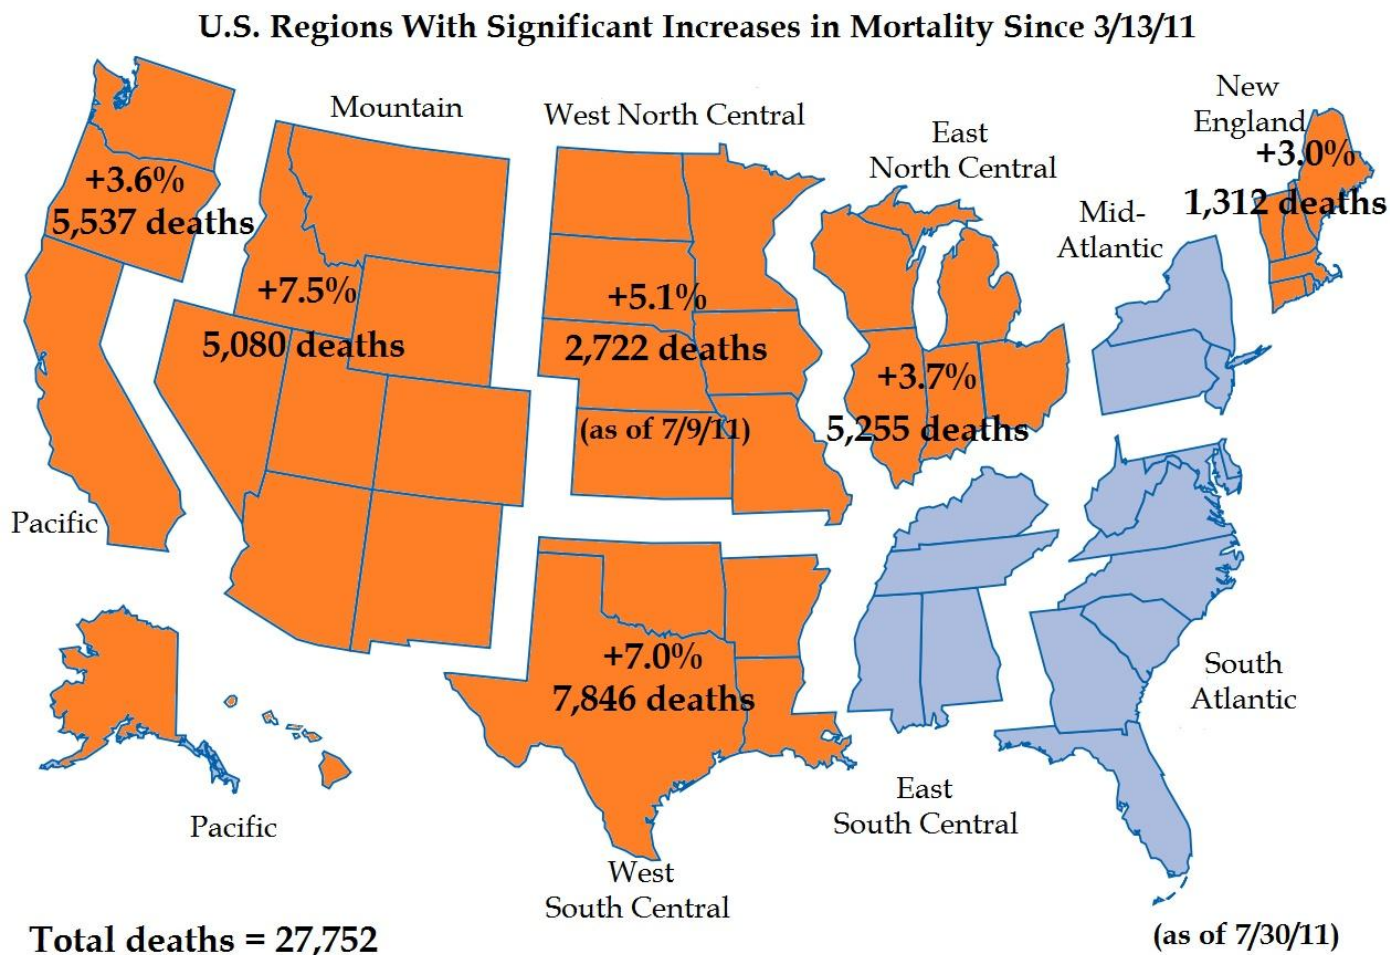 U.S. Regions With Significant Increases in Mortality Since 3/13/11
Mountain
West North Central
East
North Central
New
England
+3.0%
1,312 deaths
+3.6%
5,537 deaths
Mid-
Atlantic
+7.5%
5,080 deaths
+5.1%
2,722 deaths
(as of 7/9/11)
+3.7%
5,255 deaths
Pacific
+7.0%
7,846 deaths
South
Atlantic
Pacific
East
South Central
West
South Central
Total deaths = 27,752
(as of 7/30/11)